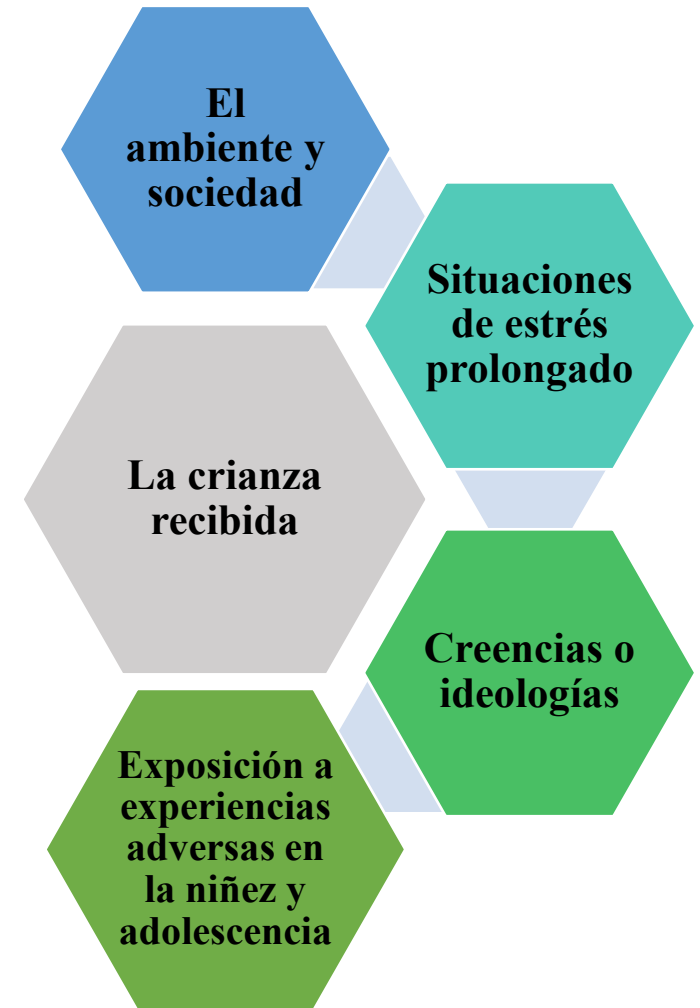 El
ambiente y
sociedad
Situaciones
de estrés
prolongado
La crianza
recibida
Creencias o
ideologías
Exposición a
experiencias
adversas en
la niñez y
adolescencia